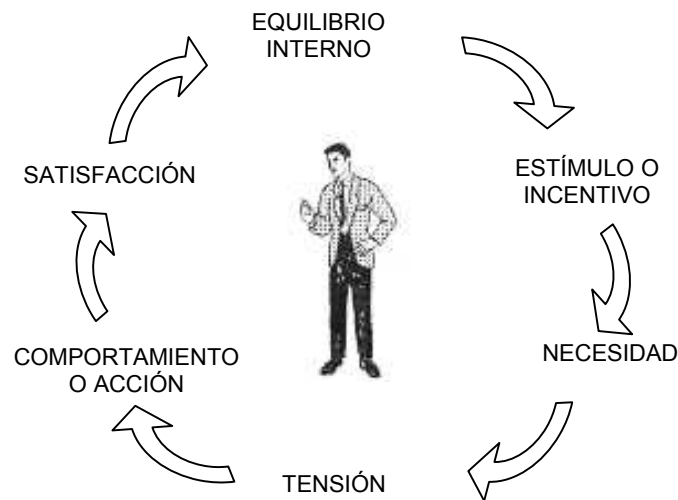 EQUILIBRIO
INTERNO
ESTÍMULO O
INCENTIVO
NECESIDAD
TENSIÓN
COMPORTAMIENTO
O ACCIÓN
SATISFACCIÓN